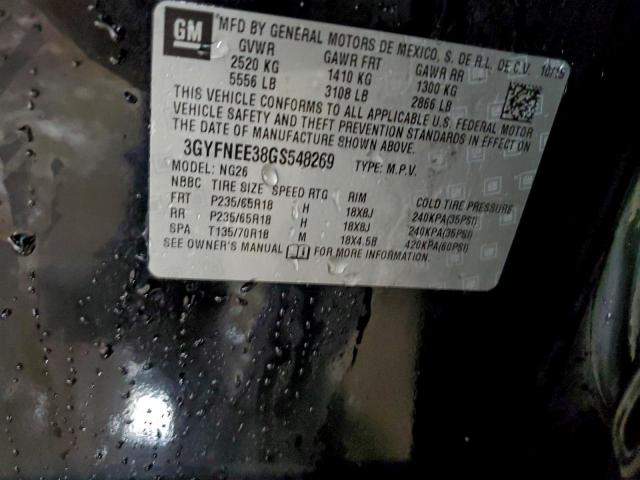 GM
MFD BY GENERAL MOTORS DE MEXICO, S. DE R.L. DE C.V. 10/15
GVWR GAWR FRT GAWR RR
2520 KG 1410 KG 1300 KG
5556 LB 3108 LB 2866 LB
THIS VEHICLE CONFORMS TO ALL APPLICABLE U.S. FEDERAL MOTOR
VEHICLE SAFETY AND THEFT PREVENTION STANDARDS IN EFFECT ON
THE DATE OF MANUFACTURE SHOWN ABOVE.
3GYFNEE38GS548269 TYPE: M.P.V.
MODEL: NG26
NBBC TIRE SIZE SPEED RTG RIM COLD TIRE PRESSURE
FRT P235/65R18 H 18X8J 240KPA(35PSI)
RR P235/65R18 H 18X8J 240KPA(35PSI)
SPA T135/70R18 M 18X4.5B 420KPA(60PSI)
SEE OWNER'S MANUAL FOR MORE INFORMATION.